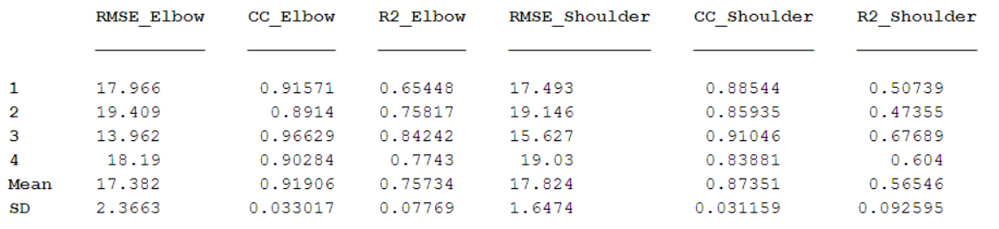 RMSE_Elbow CC_Elbow R2_Elbow RMSE_Shoulder CC_Shoulder R2_Shoulder
1 17.966 0.91571 0.65448 17.493 0.88544 0.50739
2 19.409 0.8914 0.75817 19.146 0.85935 0.47355
3 13.962 0.96629 0.84242 15.627 0.91046 0.67689
4 18.19 0.90284 0.7743 19.03 0.83881 0.604
Mean 17.382 0.91906 0.75734 17.824 0.87351 0.56546
SD 2.3663 0.033017 0.07769 1.6474 0.031159 0.092595